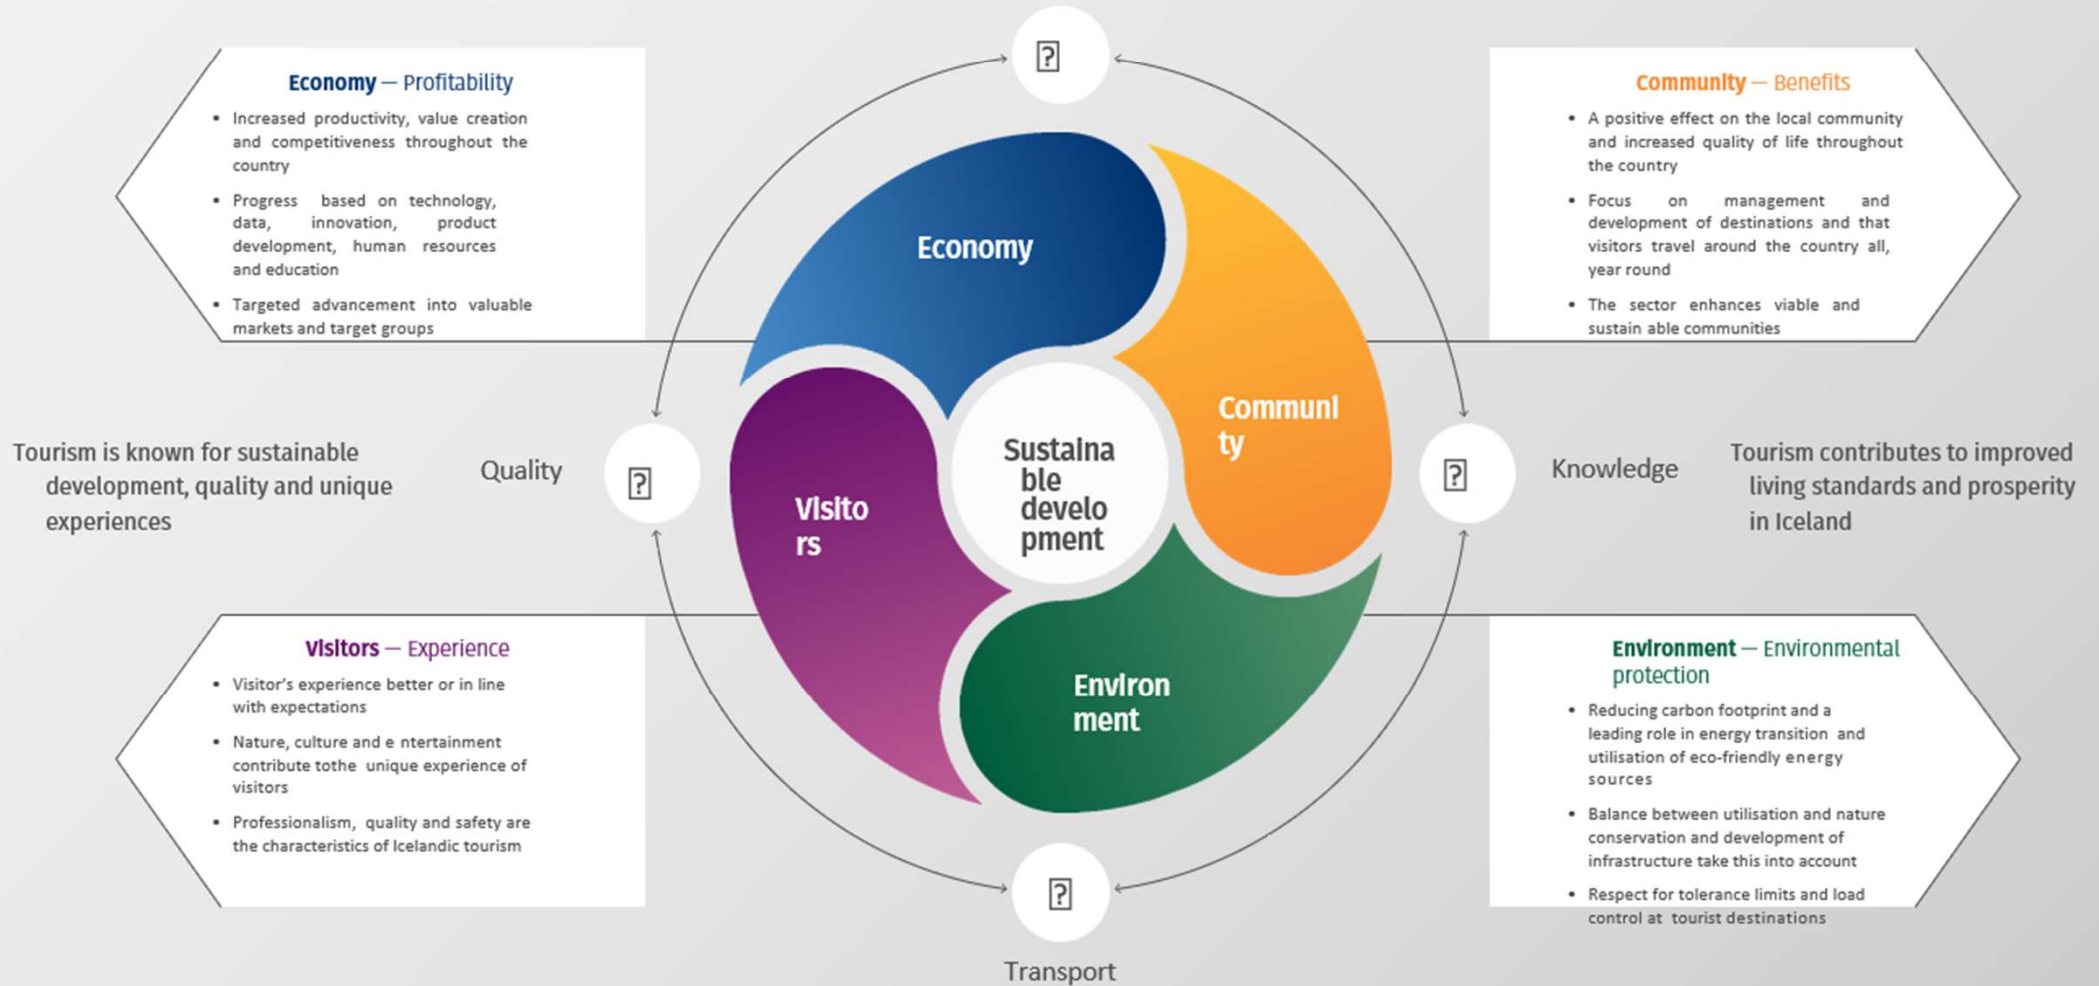 Economy — Profitability
• Increased productivity, value creation
and competitiveness throughout the
country
• Progress based on technology,
data, innovation, product
development, human resources
and education
• Targeted advancement into valuable
markets and target groups
Community — Benefits
• A positive effect on the local community
and increased quality of life throughout
the country
• Focus on management and
development of destinations and that
visitors travel around the country all,
year round
• The sector enhances viable and
sustain able communities
Economy
Communi
ty
Sustaina
ble
develo
pment
Visito
rs
Environ
ment
Tourism is known for sustainable
development, quality and unique
experiences
Quality
Knowledge
Tourism contributes to improved
living standards and prosperity
in Iceland
Visitors — Experience
• Visitor's experience better or in line
with expectations
• Nature, culture and e ntertainment
contribute tothe unique experience of
visitors
• Professionalism, quality and safety are
the characteristics of Icelandic tourism
Environment — Environmental
protection
• Reducing carbon footprint and a
leading role in energy transition and
utilisation of eco-friendly energy
sources
• Balance between utilisation and nature
conservation and development of
infrastructure take this into account
• Respect for tolerance limits and load
control at tourist destinations
Transport